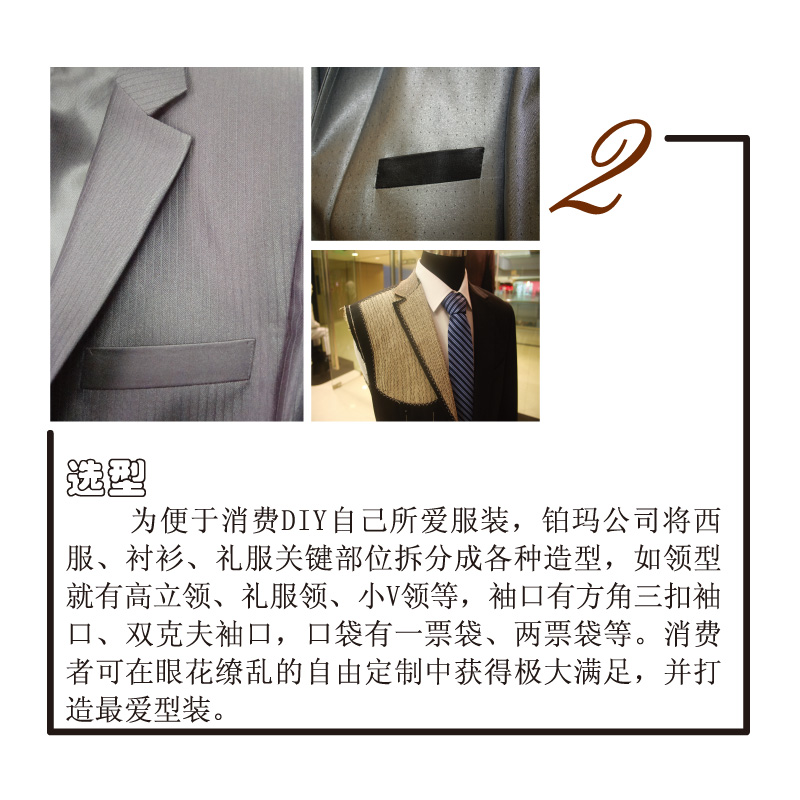 2
选型
为便于消费DIY自己所爱服装，铂玛公司将西
服、衬衫、礼服关键部位拆分成各种造型，如领型
就有高立领、礼服领、小V领等，袖口有方角三扣袖
口、双克夫袖口，口袋有一票袋、两票袋等。消费
者可在眼花缭乱的自由定制中获得极大满足，并打
造最爱型装。